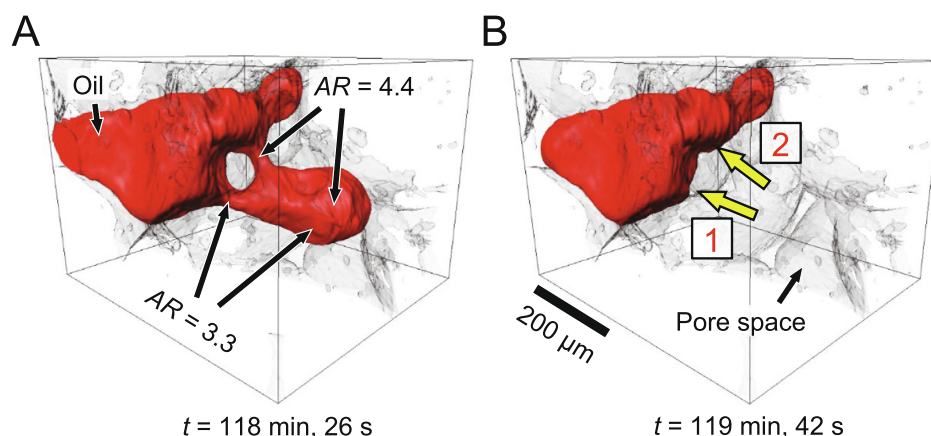 A
Oil
AR = 4.4
AR = 3.3
t = 118 min, 26 s
B
2
1
200 µm
Pore space
t = 119 min, 42 s